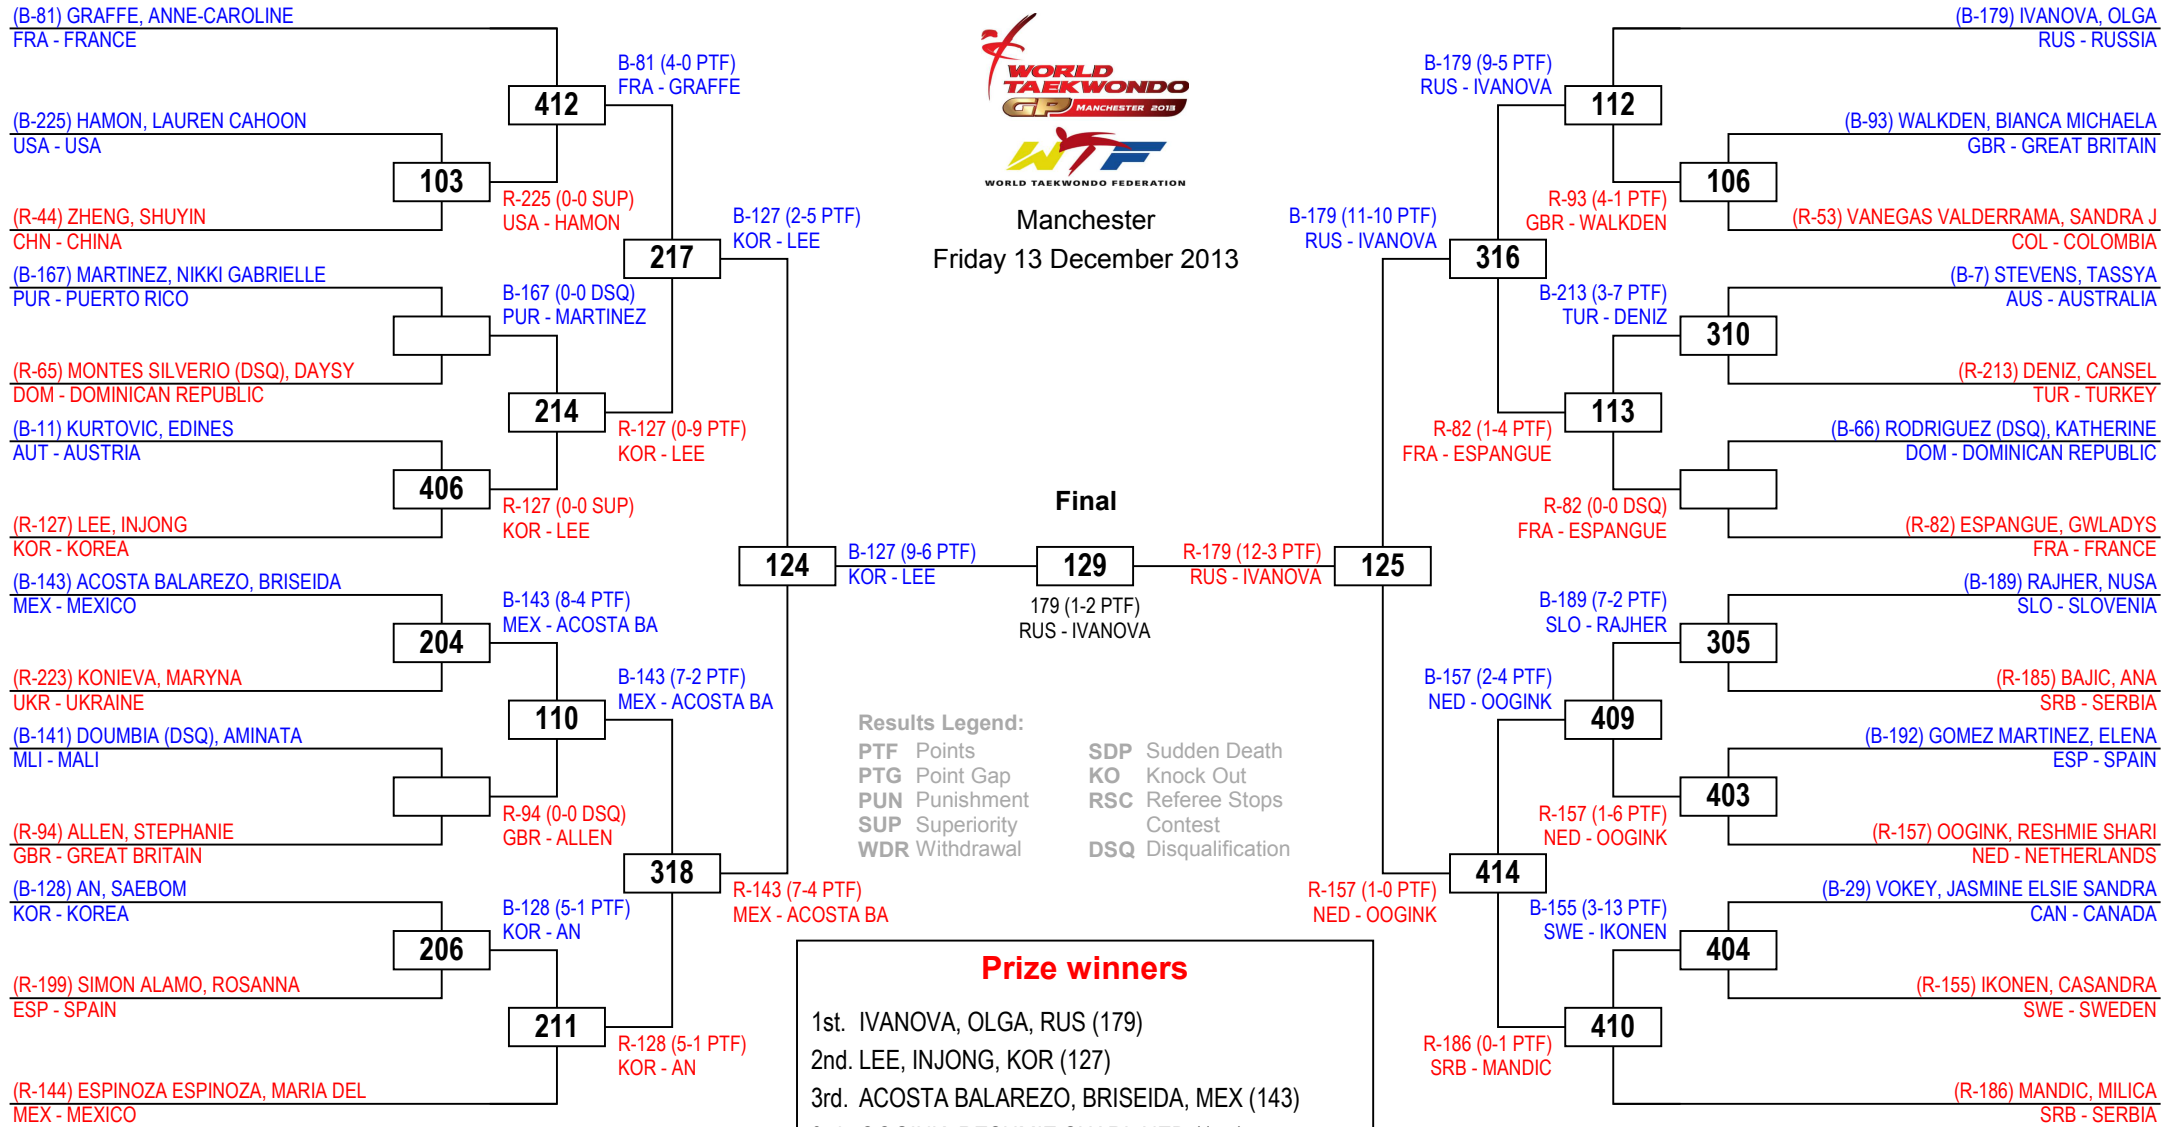 (B-81) GRAFFE, ANNE-CAROLINE
FRA - FRANCE
(B-225) HAMON, LAUREN CAHOON
USA - USA
(R-44) ZHENG, SHUYIN
CHN - CHINA
(B-167) MARTINEZ, NIKKI GABRIELLE
PUR - PUERTO RICO
(R-65) MONTES SILVERIO (DSQ), DAYSY
DOM - DOMINICAN REPUBLIC
(B-11) KURTOVIC, EDINES
AUT - AUSTRIA
(R-127) LEE, INJONG
KOR - KOREA
(B-143) ACOSTA BALAREZO, BRISEIDA
MEX - MEXICO
(R-223) KONIEVA, MARYNA
UKR - UKRAINE
(B-141) DOUMBIA (DSQ), AMINATA
MLI - MALI
(R-94) ALLEN, STEPHANIE
GBR - GREAT BRITAIN
(B-128) AN, SAEBOM
KOR - KOREA
(R-199) SIMON ALAMO, ROSANNA
ESP - SPAIN
(R-144) ESPINOZA ESPINOZA, MARIA DEL
MEX - MEXICO
103
406
204
206
R-225 (0-0 SUP)
USA - HAMON
B-167 (0-0 DSQ)
PUR - MARTINEZ
R-127 (0-0 SUP)
KOR - LEE
B-143 (8-4 PTF)
MEX - ACOSTA BA
R-94 (0-0 DSQ)
GBR - ALLEN
B-128 (5-1 PTF)
KOR - AN
412
214
110
211
B-81 (4-0 PTF)
FRA - GRAFFE
R-127 (0-9 PTF)
KOR - LEE
B-143 (7-2 PTF)
MEX - ACOSTA BA
R-128 (5-1 PTF)
KOR - AN
217
318
B-127 (2-5 PTF)
KOR - LEE
R-143 (7-4 PTF)
MEX - ACOSTA BA
124
B-127 (9-6 PTF)
KOR - LEE
WORLD
TAEKWONDO
GP MANCHESTER 2013
WTF
WORLD TAEKWONDO FEDERATION
Manchester
Friday 13 December 2013
Final
129
179 (1-2 PTF)
RUS - IVANOVA
R-179 (12-3 PTF)
RUS - IVANOVA
125
B-179 (11-10 PTF)
RUS - IVANOVA
R-157 (1-0 PTF)
NED - OOGINK
316
414
B-179 (9-5 PTF)
RUS - IVANOVA
R-82 (1-4 PTF)
FRA - ESPANGUE
B-157 (2-4 PTF)
NED - OOGINK
R-186 (0-1 PTF)
SRB - MANDIC
112
113
409
410
R-93 (4-1 PTF)
GBR - WALKDEN
B-213 (3-7 PTF)
TUR - DENIZ
R-82 (0-0 DSQ)
FRA - ESPANGUE
B-189 (7-2 PTF)
SLO - RAJHER
R-157 (1-6 PTF)
NED - OOGINK
B-155 (3-13 PTF)
SWE - IKONEN
106
310
305
403
404
(B-179) IVANOVA, OLGA
RUS - RUSSIA
(B-93) WALKDEN, BIANCA MICHAELA
GBR - GREAT BRITAIN
(R-53) VANEGAS VALDERRAMA, SANDRA J
COL - COLOMBIA
(B-7) STEVENS, TASSYA
AUS - AUSTRALIA
(R-213) DENIZ, CANSEL
TUR - TURKEY
(B-66) RODRIGUEZ (DSQ), KATHERINE
DOM - DOMINICAN REPUBLIC
(R-82) ESPANGUE, GWLADYS
FRA - FRANCE
(B-189) RAJHER, NUSA
SLO - SLOVENIA
(R-185) BAJIC, ANA
SRB - SERBIA
(B-192) GOMEZ MARTINEZ, ELENA
ESP - SPAIN
(R-157) OOGINK, RESHMIE SHARI
NED - NETHERLANDS
(B-29) VOKEY, JASMINE ELSIE SANDRA
CAN - CANADA
(R-155) IKONEN, CASANDRA
SWE - SWEDEN
(R-186) MANDIC, MILICA
SRB - SERBIA
Results Legend:
PTF Points
PTG Point Gap
PUN Punishment
SUP Superiority
WDR Withdrawal
SDP Sudden Death
KO Knock Out
RSC Referee Stops
Contest
DSQ Disqualification
Prize winners
1st. IVANOVA, OLGA, RUS (179)
2nd. LEE, INJONG, KOR (127)
3rd. ACOSTA BALAREZO, BRISEIDA, MEX (143)